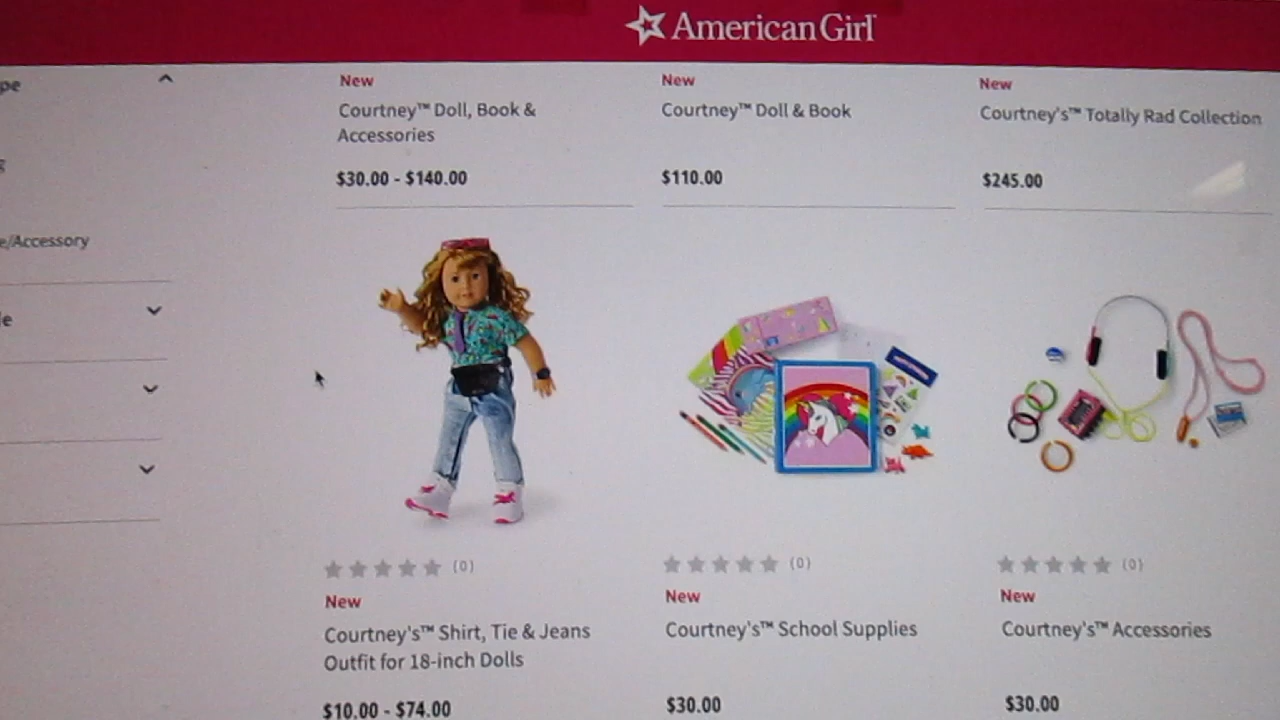 American Girl
pe
New
New
New
Courtney™ Doll, Book &
Accessories
Courtney™ Doll & Book
Courtney's™ Totally Rad Collection
$30.00 - $140.00
$110.00
$245.00
e/Accessory
le
(0)
(0)
(0)
New
New
New
Courtney's™ Shirt, Tie & Jeans
Outfit for 18-inch Dolls
Courtney's™ School Supplies
Courtney's™ Accessories
$10.00 - $74.00
$30.00
$30.00